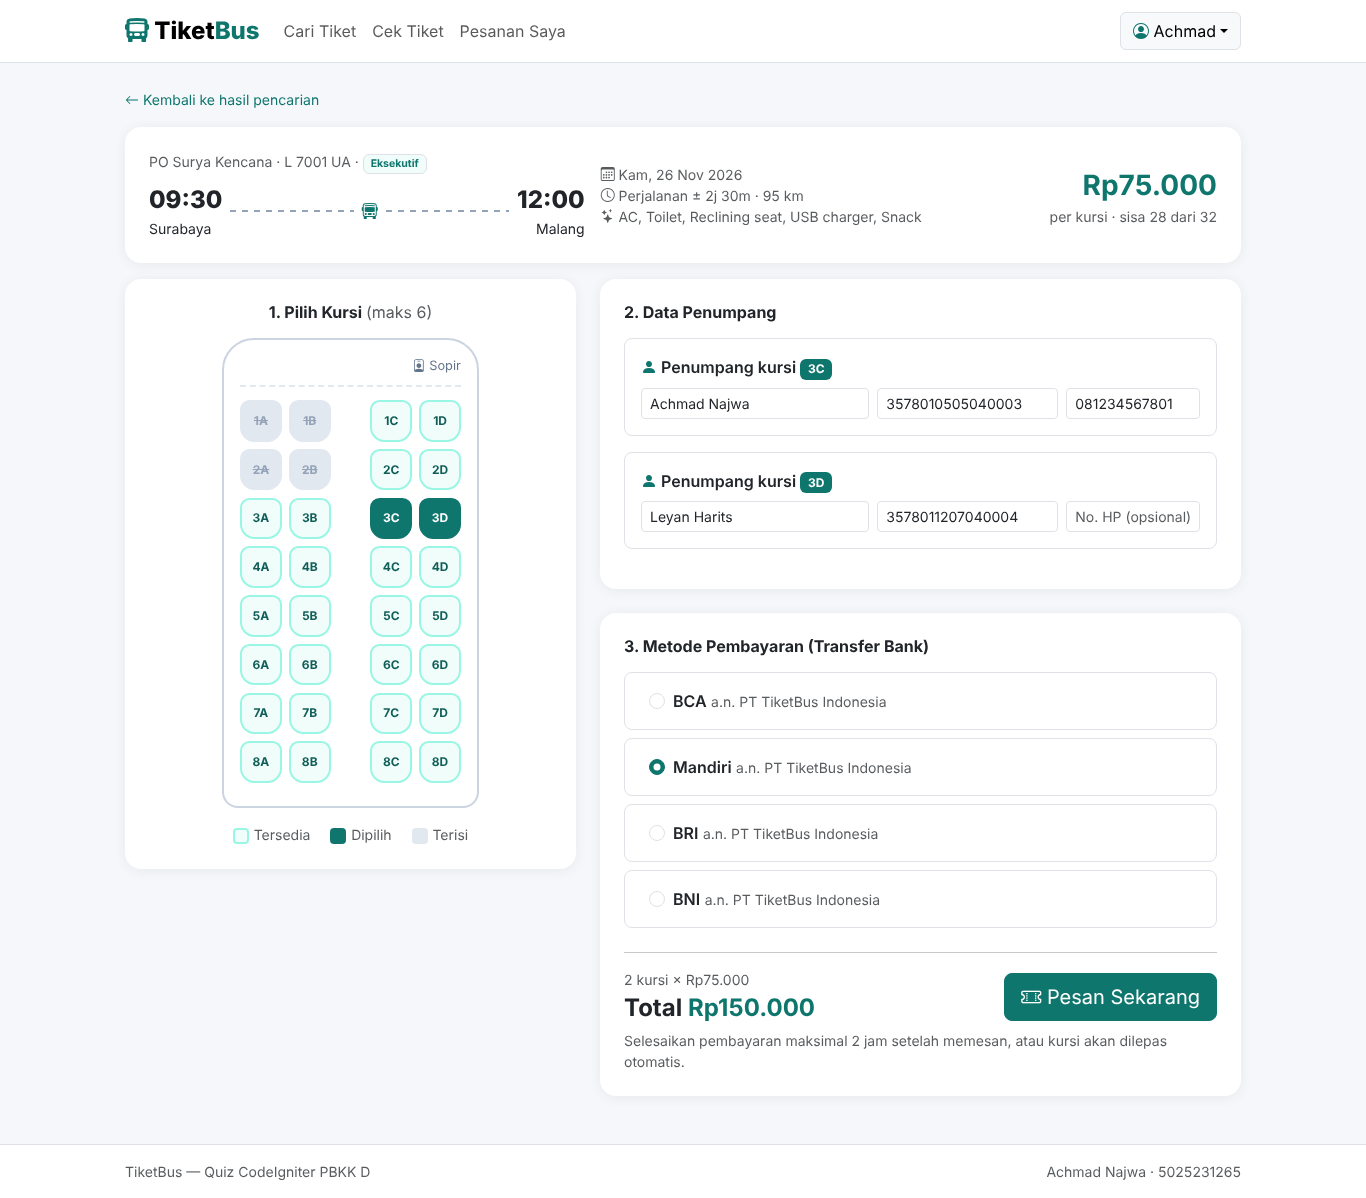 TiketBus
Cari Tiket
Cek Tiket
Pesanan Saya
Achmad
← Kembali ke hasil pencarian
PO Surya Kencana · L 7001 UA · Eksekutif
09:30
12:00
Surabaya
Malang
Kam, 26 Nov 2026
Perjalanan ± 2j 30m · 95 km
AC, Toilet, Reclining seat, USB charger, Snack
Rp75.000
per kursi · sisa 28 dari 32
1. Pilih Kursi (maks 6)
Sopir
1A 1B 1C 1D
2A 2B 2C 2D
3A 3B 3C 3D
4A 4B 4C 4D
5A 5B 5C 5D
6A 6B 6C 6D
7A 7B 7C 7D
8A 8B 8C 8D
Tersedia Dipilih Terisi
2. Data Penumpang
Penumpang kursi 3C
Achmad Najwa
3578010505040003
081234567801
Penumpang kursi 3D
Leyan Harits
3578011207040004
No. HP (opsional)
3. Metode Pembayaran (Transfer Bank)
BCA a.n. PT TiketBus Indonesia
Mandiri a.n. PT TiketBus Indonesia
BRI a.n. PT TiketBus Indonesia
BNI a.n. PT TiketBus Indonesia
2 kursi × Rp75.000
Total Rp150.000
Pesan Sekarang
Selesaikan pembayaran maksimal 2 jam setelah memesan, atau kursi akan dilepas
otomatis.
TiketBus — Quiz CodeIgniter PBKK D
Achmad Najwa · 5025231265